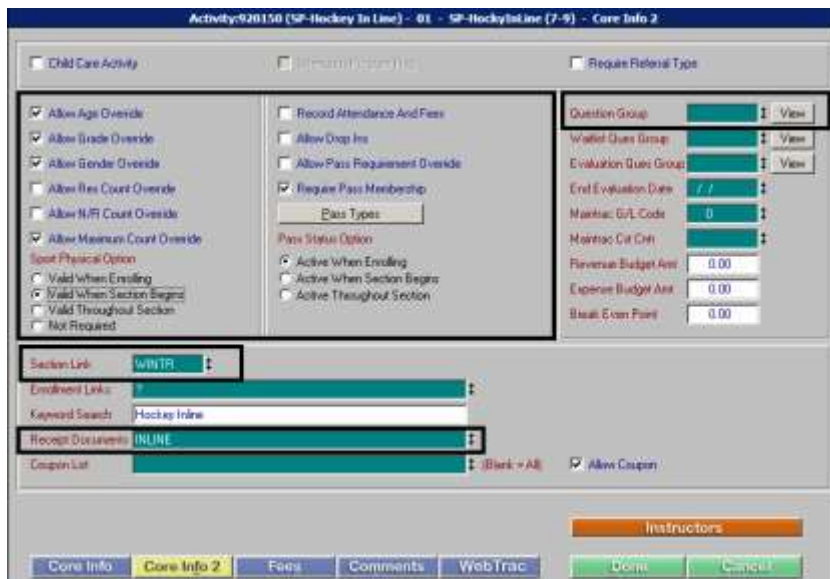 Activity:920150 (SP-Hockey In Line) - 01 - SP-HockyInLine (7-9) - Core Info 2
Child Care Activity
Require Referral Type
Allow Age Override
Record Attendance And Fees
Question Group
View
Allow Grade Override
Allow Drop Ins
Waitlist Ques Group
View
Allow Gender Override
Allow Pass Requirement Override
Evaluation Ques Group
View
Allow Res Count Override
Require Pass Membership
End Evaluation Date / /
Allow N/R Count Override
Pass Types
Maintrac G/L Code 0
Allow Maximum Count Override
Pass Status Option
Maintrac Cst Cntr
Sport Physical Option
Active When Enrolling
Revenue Budget Amt 0.00
Valid When Enrolling
Active When Section Begins
Expense Budget Amt 0.00
Valid When Section Begins
Active Throughout Section
Break Even Point 0.00
Valid Throughout Section
Not Required
Section Link WINTR
Enrollment Links ?
Keyword Search Hockey Inline
Receipt Documents INLINE
Coupon List (Blank = All) Allow Coupon
Instructors
Core Info Core Info 2 Fees Comments WebTrac Done Cancel